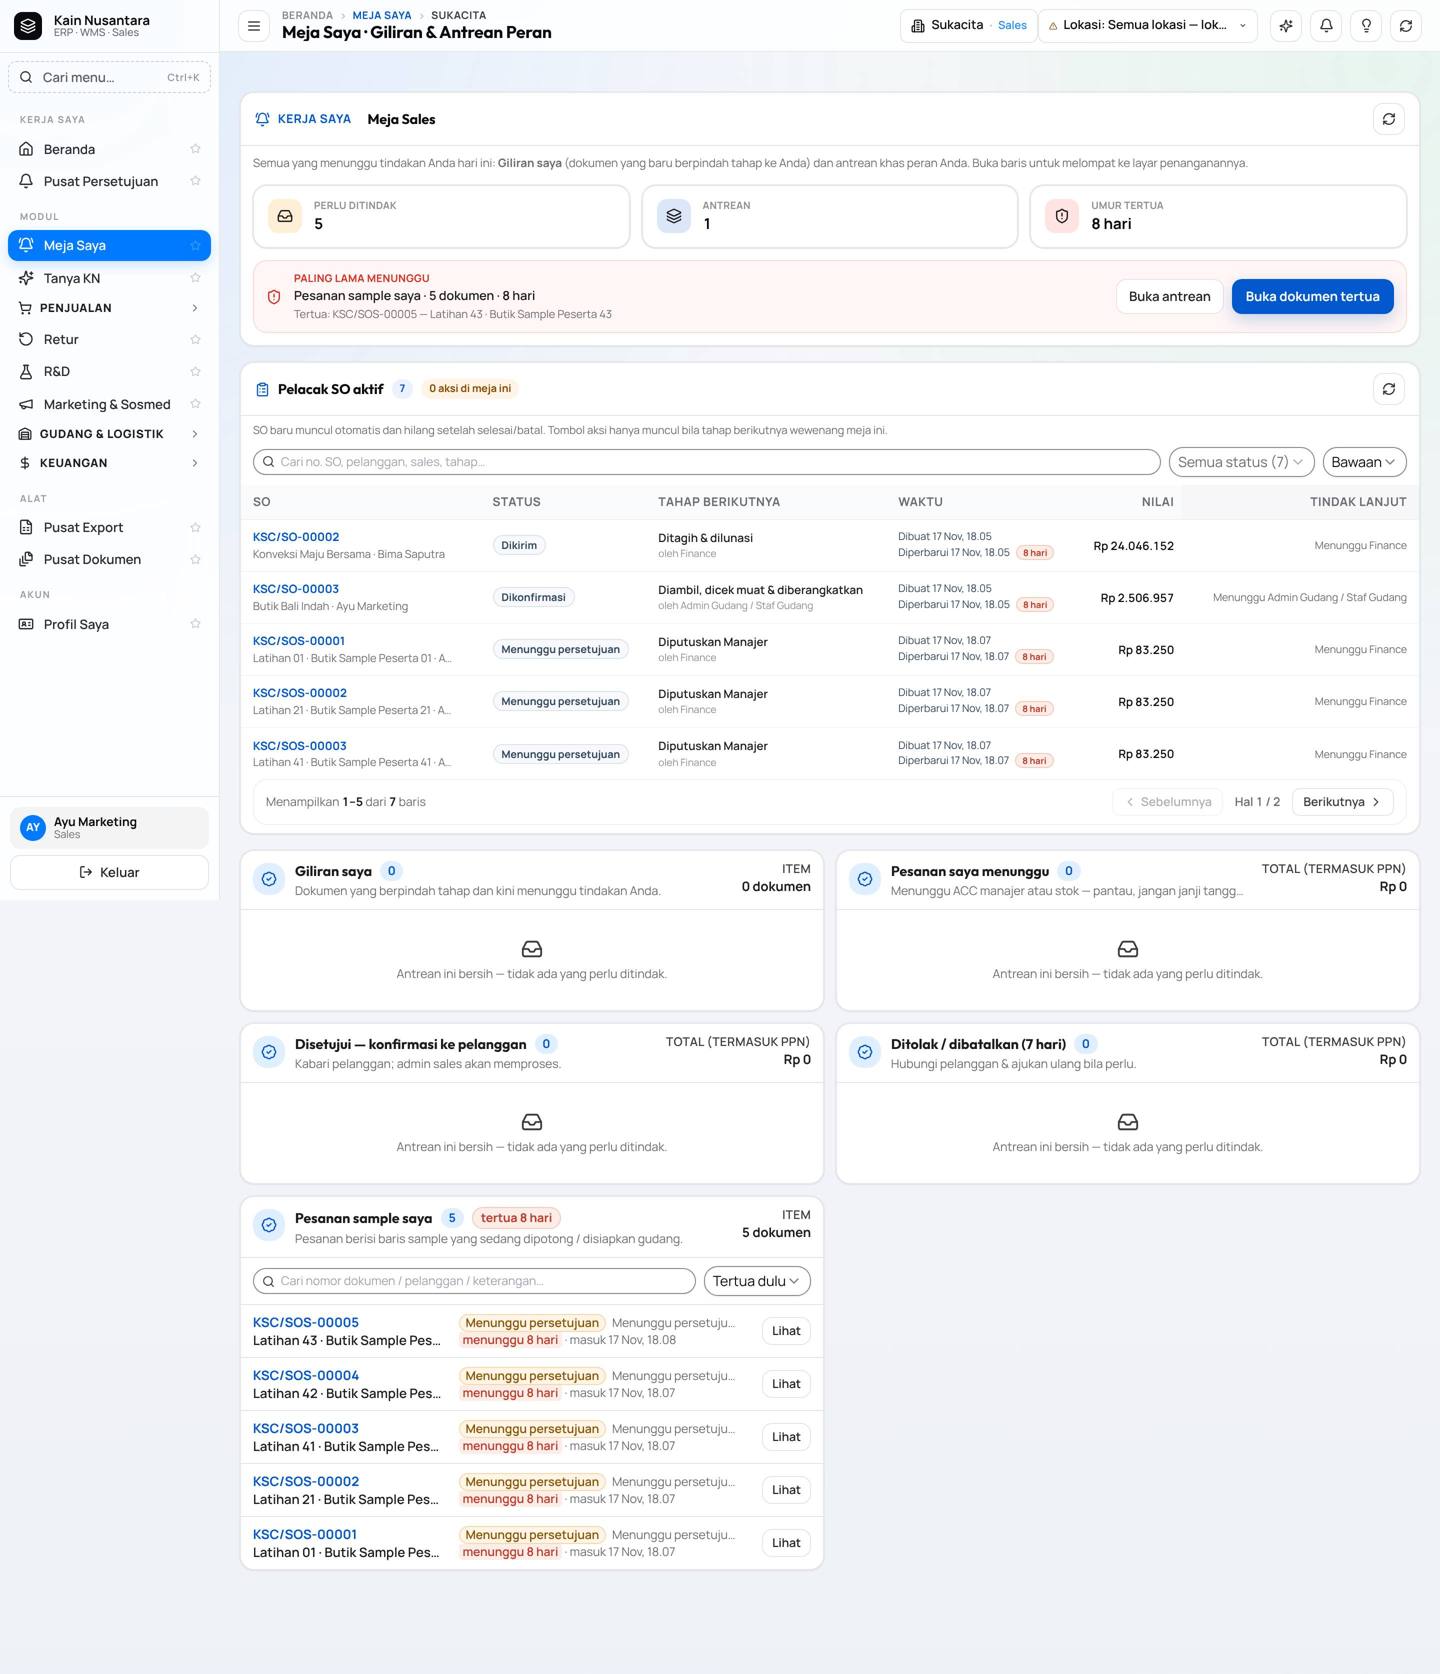 Kain Nusantara
ERP · WMS · Sales
Cari menu...
Ctrl+K
KERJA SAYA
Beranda
Pusat Persetujuan
MODUL
Meja Saya
Tanya KN
PENJUALAN
Retur
R&D
Marketing & Sosmed
GUDANG & LOGISTIK
KEUANGAN
ALAT
Pusat Export
Pusat Dokumen
AKUN
Profil Saya
AY
Ayu Marketing
Sales
Keluar
BERANDA > MEJA SAYA > SUKACITA
Meja Saya · Giliran & Antrean Peran
Sukacita · Sales
Lokasi: Semua lokasi — lok...
KERJA SAYA Meja Sales
Semua yang menunggu tindakan Anda hari ini: Giliran saya (dokumen yang baru berpindah tahap ke Anda) dan antrean khas peran Anda. Buka baris untuk melompat ke layar penanganannya.
PERLU DITINDAK
5
ANTREAN
1
UMUR TERTUA
8 hari
PALING LAMA MENUNGGU
Pesanan sample saya · 5 dokumen · 8 hari
Tertua: KSC/SOS-00005 — Latihan 43 · Butik Sample Peserta 43
Buka antrean
Buka dokumen tertua
Pelacak SO aktif 7 0 aksi di meja ini
SO baru muncul otomatis dan hilang setelah selesai/batal. Tombol aksi hanya muncul bila tahap berikutnya wewenang meja ini.
Cari no. SO, pelanggan, sales, tahap...
Semua status (7)
Bawaan
SO STATUS TAHAP BERIKUTNYA WAKTU NILAI TINDAK LANJUT
KSC/SO-00002
Konveksi Maju Bersama · Bima Saputra
Dikirim
Ditagih & dilunasi
oleh Finance
Dibuat 17 Nov, 18.05
Diperbarui 17 Nov, 18.05 8 hari
Rp 24.046.152
Menunggu Finance
KSC/SO-00003
Butik Bali Indah · Ayu Marketing
Dikonfirmasi
Diambil, dicek muat & diberangkatkan
oleh Admin Gudang / Staf Gudang
Dibuat 17 Nov, 18.05
Diperbarui 17 Nov, 18.05 8 hari
Rp 2.506.957
Menunggu Admin Gudang / Staf Gudang
KSC/SOS-00001
Latihan 01 · Butik Sample Peserta 01 · A...
Menunggu persetujuan
Diputuskan Manajer
oleh Finance
Dibuat 17 Nov, 18.07
Diperbarui 17 Nov, 18.07 8 hari
Rp 83.250
Menunggu Finance
KSC/SOS-00002
Latihan 21 · Butik Sample Peserta 21 · A...
Menunggu persetujuan
Diputuskan Manajer
oleh Finance
Dibuat 17 Nov, 18.07
Diperbarui 17 Nov, 18.07 8 hari
Rp 83.250
Menunggu Finance
KSC/SOS-00003
Latihan 41 · Butik Sample Peserta 41 · A...
Menunggu persetujuan
Diputuskan Manajer
oleh Finance
Dibuat 17 Nov, 18.07
Diperbarui 17 Nov, 18.07 8 hari
Rp 83.250
Menunggu Finance
Menampilkan 1–5 dari 7 baris
Sebelumnya
Hal 1 / 2
Berikutnya
Giliran saya 0
Dokumen yang berpindah tahap dan kini menunggu tindakan Anda.
ITEM
0 dokumen
Antrean ini bersih — tidak ada yang perlu ditindak.
Pesanan saya menunggu 0
Menunggu ACC manajer atau stok — pantau, jangan janji tangg...
TOTAL (TERMASUK PPN)
Rp 0
Antrean ini bersih — tidak ada yang perlu ditindak.
Disetujui — konfirmasi ke pelanggan 0
Kabari pelanggan; admin sales akan memproses.
TOTAL (TERMASUK PPN)
Rp 0
Antrean ini bersih — tidak ada yang perlu ditindak.
Ditolak / dibatalkan (7 hari) 0
Hubungi pelanggan & ajukan ulang bila perlu.
TOTAL (TERMASUK PPN)
Rp 0
Antrean ini bersih — tidak ada yang perlu ditindak.
Pesanan sample saya 5 tertua 8 hari
Pesanan berisi baris sample yang sedang dipotong / disiapkan gudang.
ITEM
5 dokumen
Cari nomor dokumen / pelanggan / keterangan...
Tertua dulu
KSC/SOS-00005
Latihan 43 · Butik Sample Pes...
Menunggu persetujuan Menunggu persetuju...
menunggu 8 hari · masuk 17 Nov, 18.08
Lihat
KSC/SOS-00004
Latihan 42 · Butik Sample Pes...
Menunggu persetujuan Menunggu persetuju...
menunggu 8 hari · masuk 17 Nov, 18.07
Lihat
KSC/SOS-00003
Latihan 41 · Butik Sample Pes...
Menunggu persetujuan Menunggu persetuju...
menunggu 8 hari · masuk 17 Nov, 18.07
Lihat
KSC/SOS-00002
Latihan 21 · Butik Sample Pes...
Menunggu persetujuan Menunggu persetuju...
menunggu 8 hari · masuk 17 Nov, 18.07
Lihat
KSC/SOS-00001
Latihan 01 · Butik Sample Pes...
Menunggu persetujuan Menunggu persetuju...
menunggu 8 hari · masuk 17 Nov, 18.07
Lihat